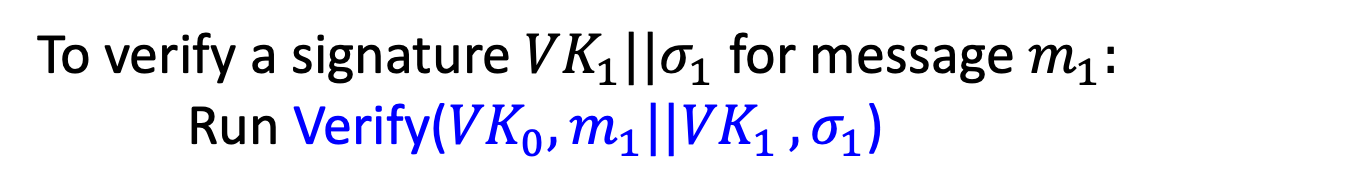 To verify a signature 𝑉𝐾₁||𝜎₁ for message 𝑚₁:
Run Verify(𝑉𝐾₀, 𝑚₁||𝑉𝐾₁ , 𝜎₁)